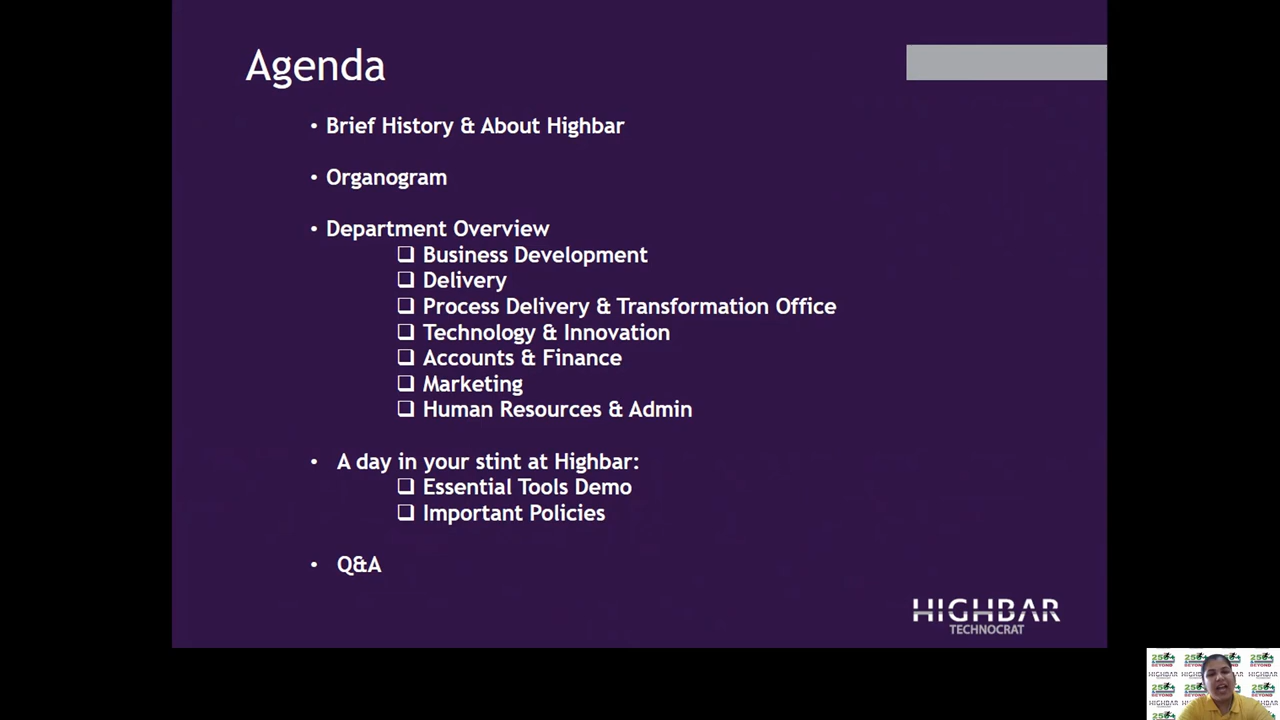 Agenda
• Brief History & About Highbar
• Organogram
• Department Overview
❑ Business Development
❑ Delivery
❑ Process Delivery & Transformation Office
❑ Technology & Innovation
❑ Accounts & Finance
❑ Marketing
❑ Human Resources & Admin
• A day in your stint at Highbar:
❑ Essential Tools Demo
❑ Important Policies
• Q&A
HIGHBAR
TECHNOCRAT